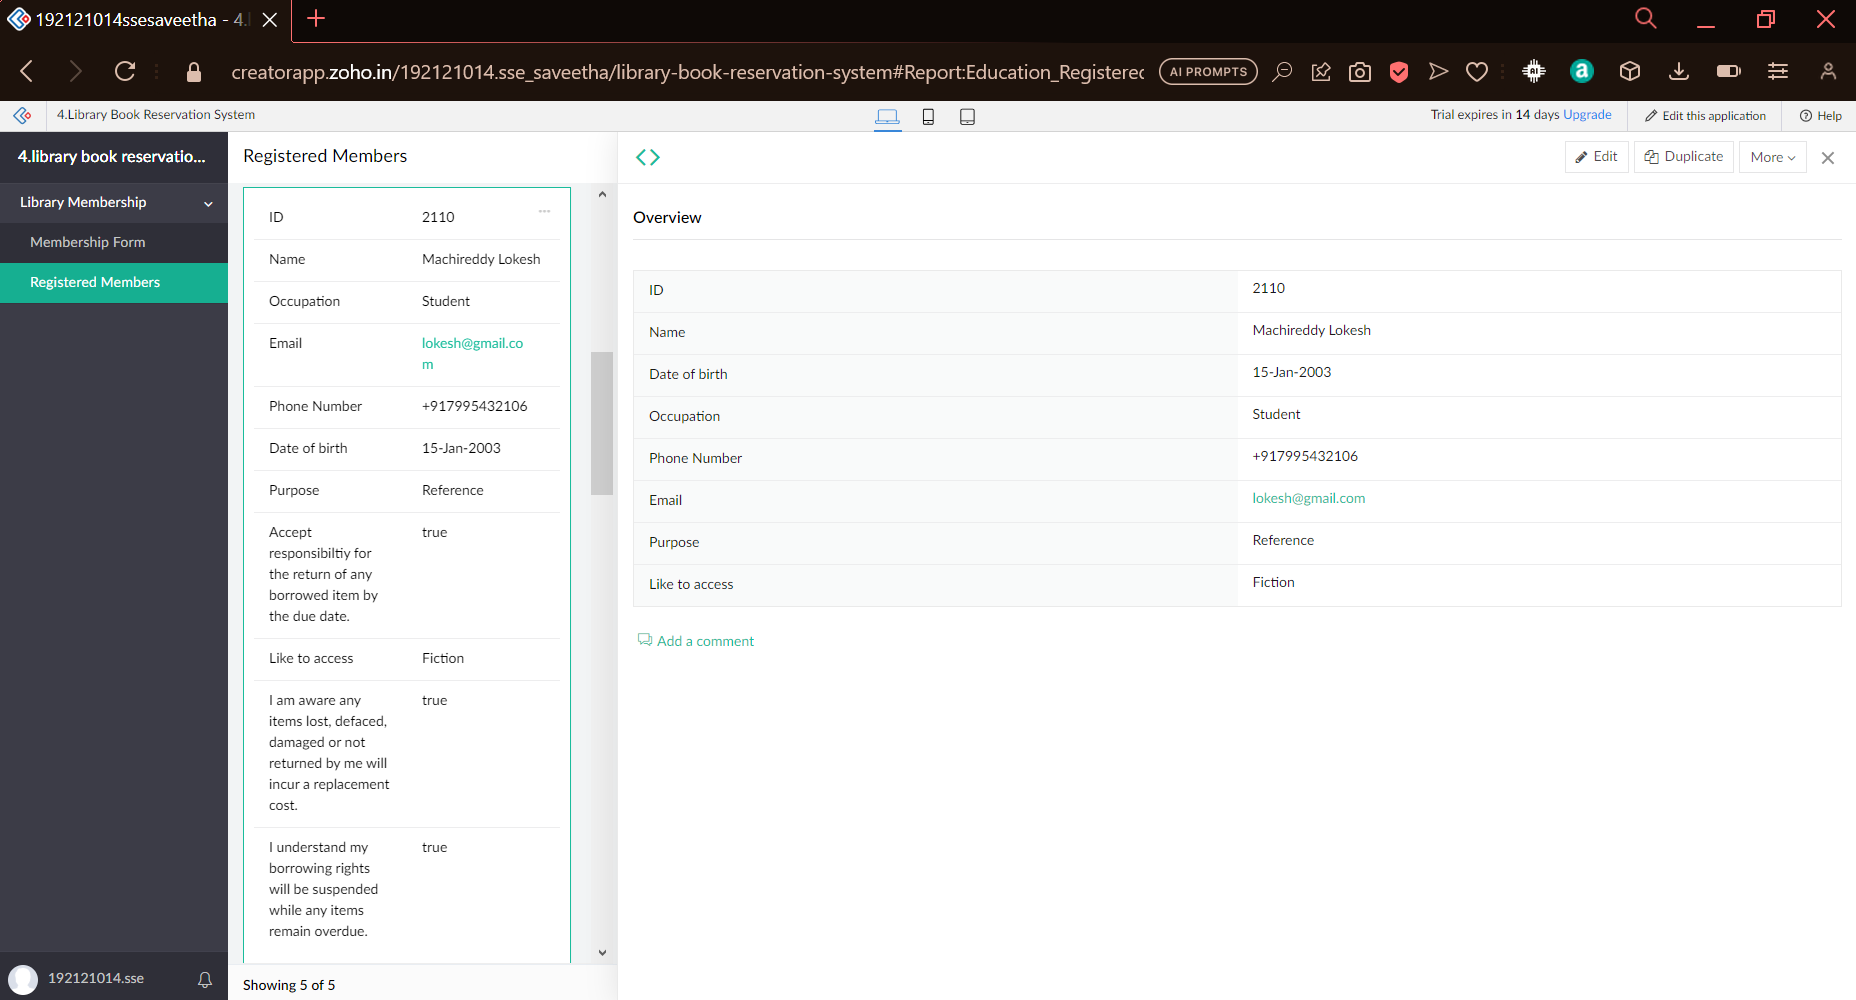 192121014ssesaveetha - 4.
creatorapp.zoho.in/192121014.sse_saveetha/library-book-reservation-system#Report:Education_Registered
AI PROMPTS
4.Library Book Reservation System
Trial expires in 14 days Upgrade
Edit this application
Help
4.library book reservatio...
Library Membership
Membership Form
Registered Members
192121014.sse
Registered Members
ID 2110
Name Machireddy Lokesh
Occupation Student
Email lokesh@gmail.co
m
Phone Number +917995432106
Date of birth 15-Jan-2003
Purpose Reference
Accept true
responsibiltiy for
the return of any
borrowed item by
the due date.
Like to access Fiction
I am aware any true
items lost, defaced,
damaged or not
returned by me will
incur a replacement
cost.
I understand my true
borrowing rights
will be suspended
while any items
remain overdue.
Showing 5 of 5
Edit
Duplicate
More
Overview
ID 2110
Name Machireddy Lokesh
Date of birth 15-Jan-2003
Occupation Student
Phone Number +917995432106
Email lokesh@gmail.com
Purpose Reference
Like to access Fiction
Add a comment